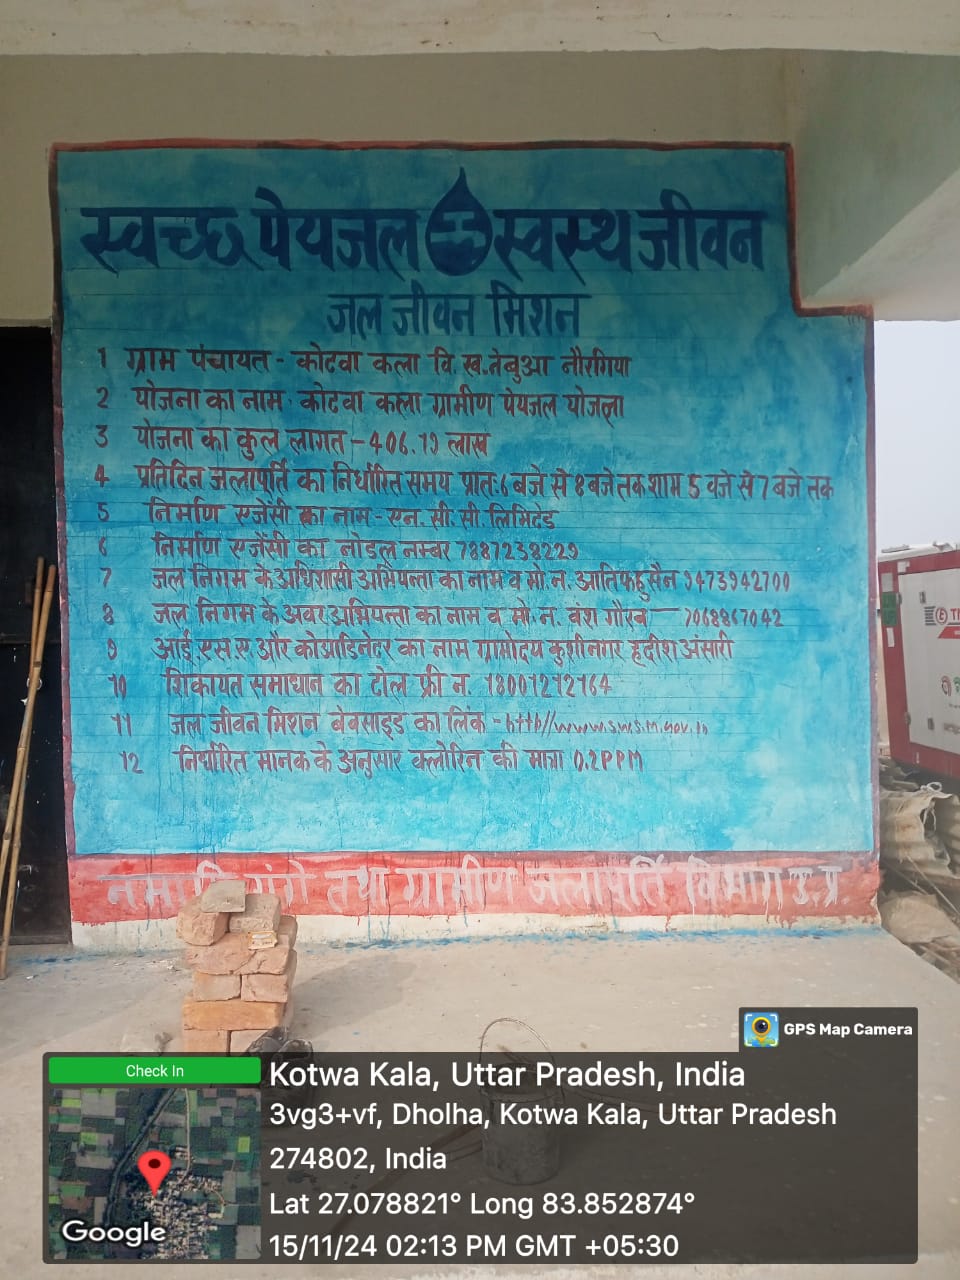 स्वच्छ पेयजल स्वस्थ जीवन
जल जीवन मिशन
1 ग्राम पंचायत - कोटवा कला वि. ख. नेबुआ नौरंगिया
2 योजना का नाम - कोटवा कला ग्रामीण पेयजल योजना
3 योजना का कुल लागत - 406.19 लाख
4 प्रतिदिन जलापूर्ति का निर्धारित समय प्रातः 6 बजे से 8 बजे तक शाम 5 बजे से 7 बजे तक
5 निर्माण एजेंसी का नाम - एन. सी. सी. लिमिटेड
6 निर्माण एजेंसी का नोडल नम्बर 7887238229
7 जल निगम के अधिशासी अभियन्ता का नाम व मो. न. आतिफ हुसैन 9473942700
8 जल निगम के अवर अभियन्ता का नाम व मो. न. वंश गौरव - 7068867042
9 आई. एस. ए और कोआडिनेटर का नाम ग्रामोदय कुशीनगर हदीश अंसारी
10 शिकायत समाधान का टोल फ्री न. 18001212164
11 जल जीवन मिशन बेबसाइड का लिंक - http//www.swsm.gov.in
12 निर्धारित मानक के अनुसार क्लोरिन की मात्रा 0.2PPM
नमामि गंगे तथा ग्रामीण जलापूर्ति विभाग उ. प्र.
GPS Map Camera
Check In
Kotwa Kala, Uttar Pradesh, India
3vg3+vf, Dholha, Kotwa Kala, Uttar Pradesh
274802, India
Lat 27.078821° Long 83.852874°
15/11/24 02:13 PM GMT +05:30
Google